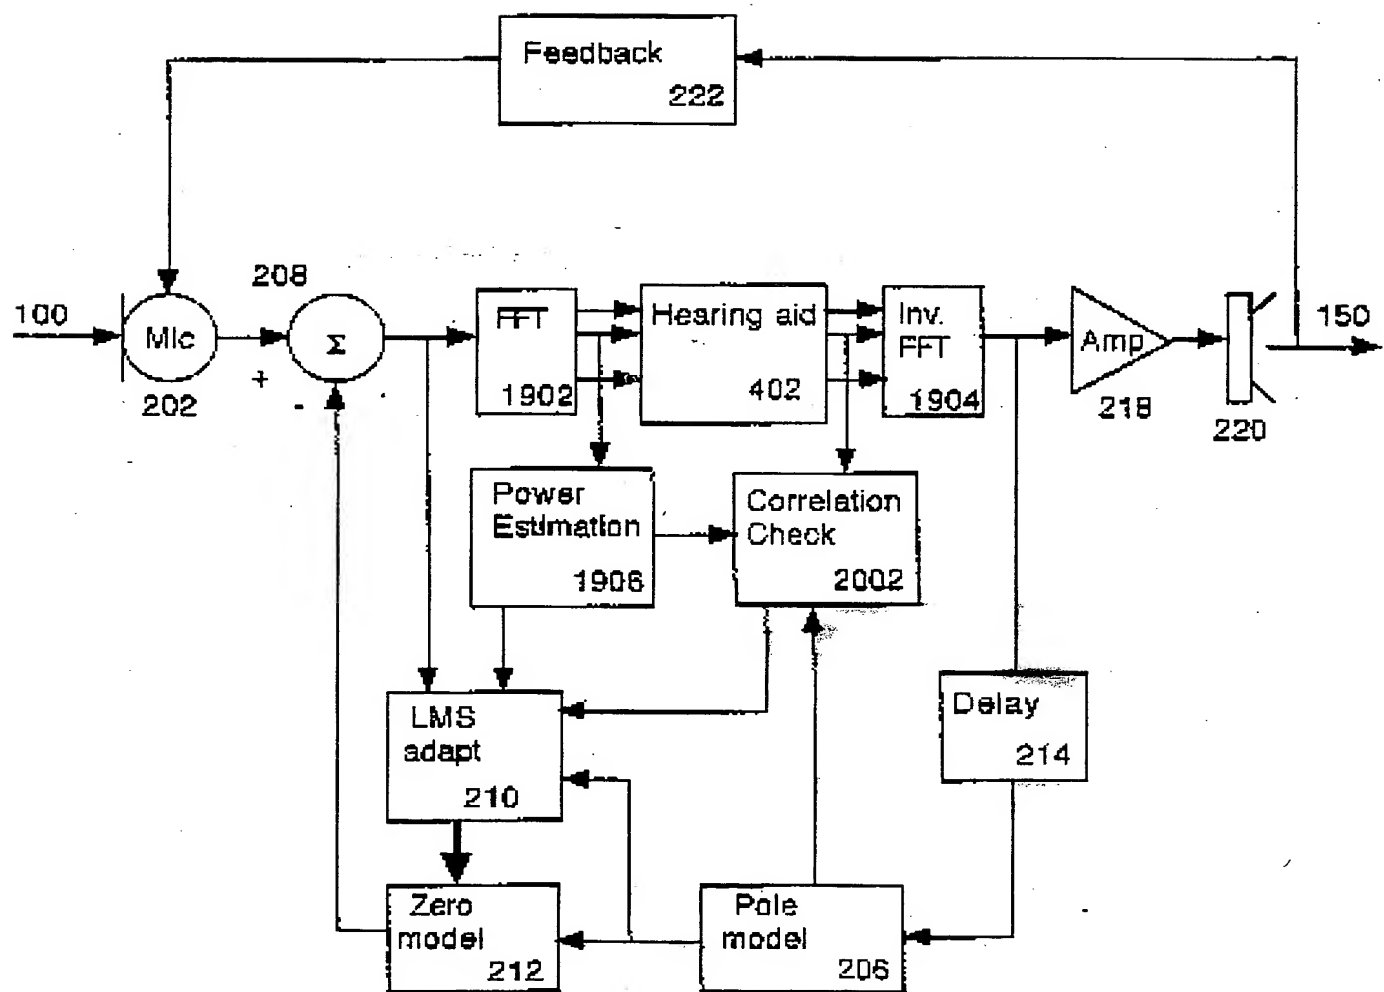 Feedback
222
208
100
Mic
Σ
202
+
-
FFT
1902
Hearing aid
402
Inv.
FFT
1904
Amp
218
220
150
Power
Estimation
1906
Correlation
Check
2002
LMS
adapt
210
Delay
214
Zero
model
212
Pole
model
206